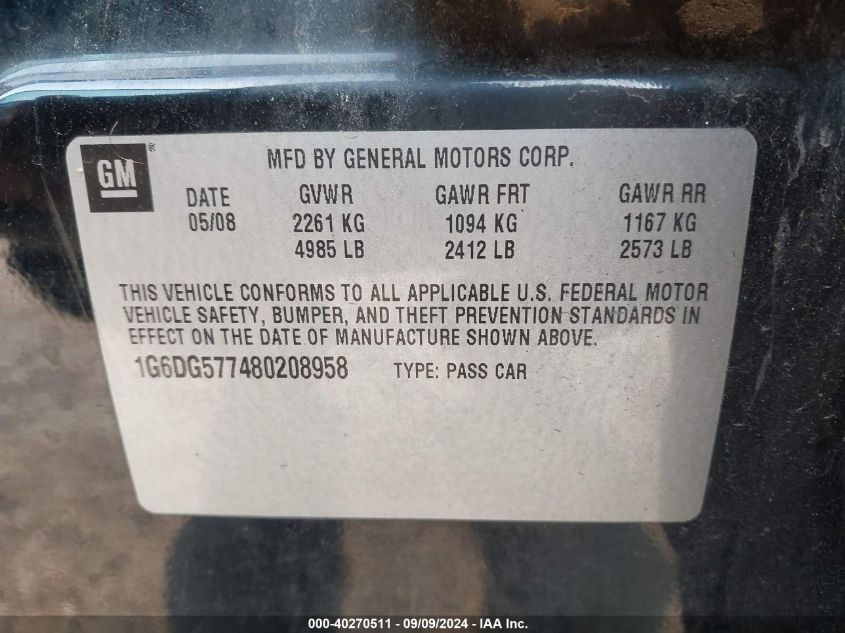 GM ® MFD BY GENERAL MOTORS CORP.
DATE GVWR GAWR FRT GAWR RR
05/08 2261 KG 1094 KG 1167 KG
4985 LB 2412 LB 2573 LB
THIS VEHICLE CONFORMS TO ALL APPLICABLE U.S. FEDERAL MOTOR
VEHICLE SAFETY, BUMPER, AND THEFT PREVENTION STANDARDS IN
EFFECT ON THE DATE OF MANUFACTURE SHOWN ABOVE.
1G6DG577480208958 TYPE: PASS CAR
000-40270511 - 09/09/2024 - IAA Inc.